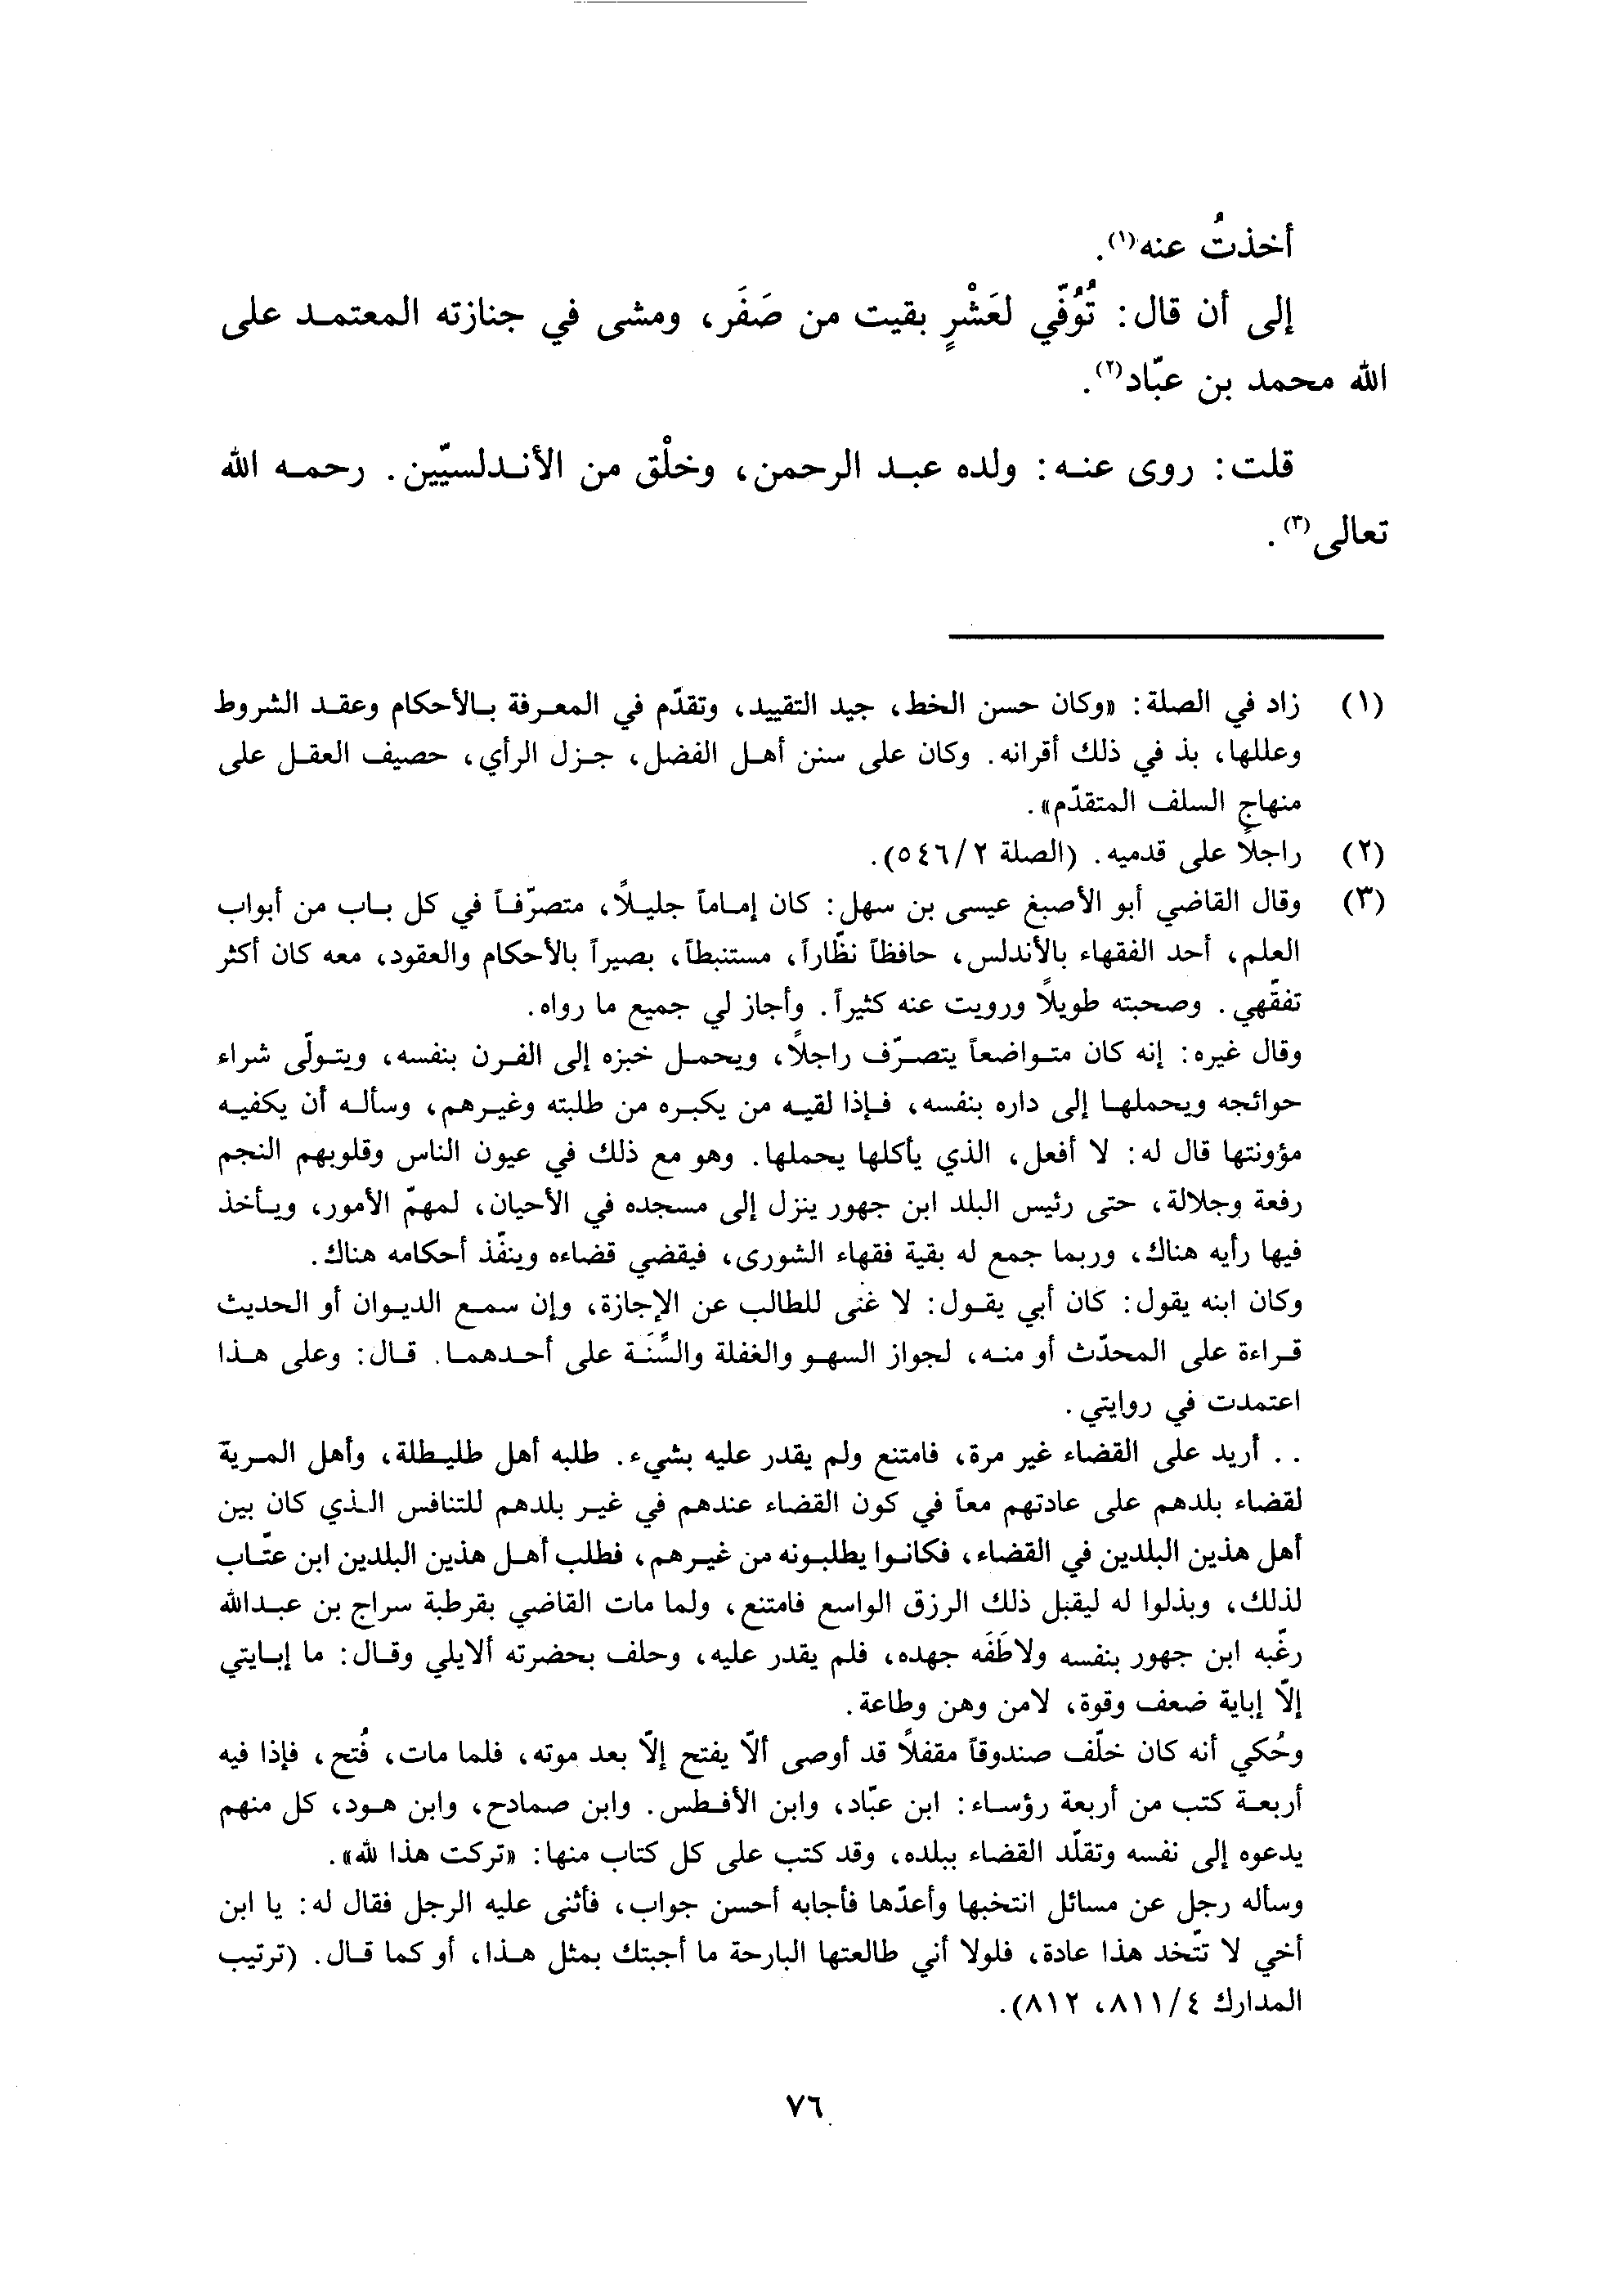 أخذتُ عنه(١).
إلى أن قال: تُوُفّي لعَشْرٍ بقيت من صَفَر، ومشى في جنازته المعتمد على
الله محمد بن عبّاد(٢).
قلت: روى عنه: ولده عبد الرحمن، وخلْق من الأندلسيّين. رحمه الله
تعالى(٣).
(١) زاد في الصلة: «وكان حسن الخط، جيد التقييد، وتقدّم في المعرفة بالأحكام وعقد الشروط
وعللها، بذ في ذلك أقرانه. وكان على سنن أهل الفضل، جزل الرأي، حصيف العقل على
منهاج السلف المتقدّم».
(٢) راجلاً على قدميه. (الصلة ٥٤٦/٢).
(٣) وقال القاضي أبو الأصبغ عيسى بن سهل: كان إماماً جليلاً، متصرّفاً في كل باب من أبواب
العلم، أحد الفقهاء بالأندلس، حافظاً نظّاراً، مستنبطاً، بصيراً بالأحكام والعقود، معه كان أكثر
تفقّهي. وصحبته طويلاً ورويت عنه كثيراً. وأجاز لي جميع ما رواه.
وقال غيره: إنه كان متواضعاً يتصرّف راجلاً، ويحمل خبزه إلى الفرن بنفسه، ويتولّى شراء
حوائجه ويحملها إلى داره بنفسه، فإذا لقيه من يكبره من طلبته وغيرهم، وسأله أن يكفيه
مؤونتها قال له: لا أفعل، الذي يأكلها يحملها. وهو مع ذلك في عيون الناس وقلوبهم النجم
رفعة وجلالة، حتى رئيس البلد ابن جهور ينزل إلى مسجده في الأحيان، لمهمّ الأمور، ويأخذ
فيها رأيه هناك، وربما جمع له بقية فقهاء الشورى، فيقضي قضاءه وينفّذ أحكامه هناك.
وكان ابنه يقول: كان أبي يقول: لا غنى للطالب عن الإجازة، وإن سمع الديوان أو الحديث
قراءة على المحدّث أو منه، لجواز السهو والغفلة والسِّنَة على أحدهما. قال: وعلى هذا
اعتمدت في روايتي.
. . أريد على القضاء غير مرة، فامتنع ولم يقدر عليه بشيء. طلبه أهل طليطلة، وأهل المرية
لقضاء بلدهم على عادتهم معاً في كون القضاء عندهم في غير بلدهم للتنافس الذي كان بين
أهل هذين البلدين في القضاء، فكانوا يطلبونه من غيرهم، فطلب أهل هذين البلدين ابن عتّاب
لذلك، وبذلوا له ليقبل ذلك الرزق الواسع فامتنع، ولما مات القاضي بقرطبة سراج بن عبدالله
رغّبه ابن جهور بنفسه ولاطَفَه جهده، فلم يقدر عليه، وحلف بحضرته ألايلي وقال: ما إبايتي
إلّا إباية ضعف وقوة، لامن وهن وطاعة.
وحُكي أنه كان خلّف صندوقاً مقفلاً قد أوصى ألّا يفتح إلّا بعد موته، فلما مات، فُتح، فإذا فيه
أربعة كتب من أربعة رؤساء: ابن عبّاد، وابن الأفطس. وابن صمادح، وابن هود، كل منهم
يدعوه إلى نفسه وتقلّد القضاء ببلده، وقد كتب على كل كتاب منها: «تركت هذا لله».
وسأله رجل عن مسائل انتخبها وأعدّها فأجابه أحسن جواب، فأثنى عليه الرجل فقال له: يا ابن
أخي لا تتّخد هذا عادة، فلولا أني طالعتها البارحة ما أجبتك بمثل هذا، أو كما قال. (ترتيب
المدارك ٨١١/٤، ٨١٢).
٧٦